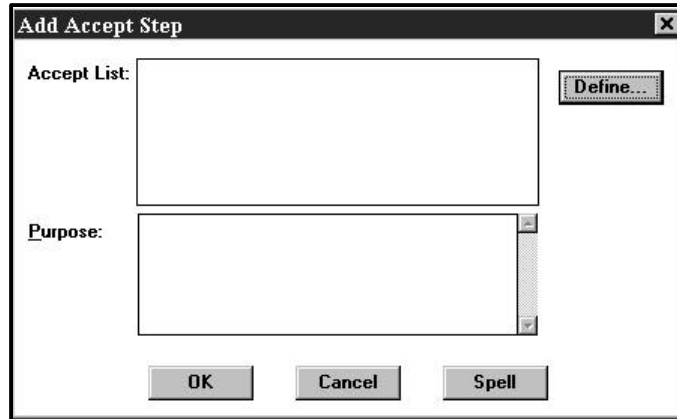 Add Accept Step
Accept List:
Define...
Purpose:
OK Cancel Spell